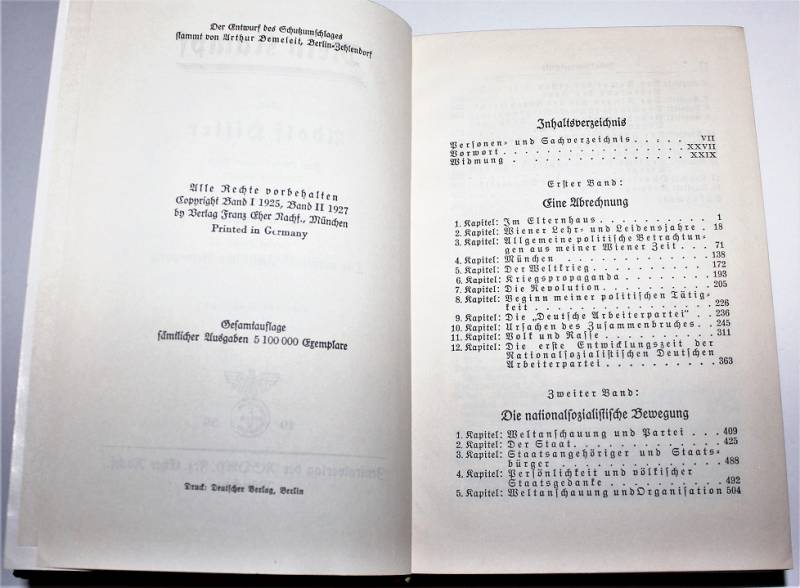 Der Entwurf des Schutzumschlages
stammt von Arthur Bemeleit, Berlin-Zehlendorf
Alle Rechte vorbehalten
Copyright Band I 1925, Band II 1927
by Verlag Franz Eher Nachf., München
Printed in Germany
Gesamtauflage
sämtlicher Ausgaben 5 100 000 Exemplare
Druck: Deutscher Verlag, Berlin
Inhaltsverzeichnis
Personen- und Sachverzeichnis . . . . . VII
Vorwort . . . . . . . . . . . . XXVII
Widmung . . . . . . . . . . . . XXIX
Erster Band:
Eine Abrechnung
1. Kapitel: Im Elternhaus . . . . . . . . 1
2. Kapitel: Wiener Lehr- und Leidensjahre . 18
3. Kapitel: Allgemeine politische Betrachtun-
gen aus meiner Wiener Zeit . . 71
4. Kapitel: München . . . . . . . . . . 138
5. Kapitel: Der Weltkrieg . . . . . . . . 172
6. Kapitel: Kriegspropaganda . . . . . . 193
7. Kapitel: Die Revolution . . . . . . . . 205
8. Kapitel: Beginn meiner politischen Tätig-
keit . . . . . . . . . . . . 226
9. Kapitel: Die „Deutsche Arbeiterpartei“ . 236
10. Kapitel: Ursachen des Zusammenbruches . 245
11. Kapitel: Volk und Rasse . . . . . . . . 311
12. Kapitel: Die erste Entwicklungszeit der
Nationalsozialistischen Deutschen
Arbeiterpartei . . . . . . . . 363
Zweiter Band:
Die nationalsozialistische Bewegung
1. Kapitel: Weltanschauung und Partei . . . 409
2. Kapitel: Der Staat . . . . . . . . . . 425
3. Kapitel: Staatsangehöriger und Staats-
bürger . . . . . . . . . . . 488
4. Kapitel: Persönlichkeit und völkischer
Staatsgedanke . . . . . . . . 492
5. Kapitel: Weltanschauung und Organisation 504